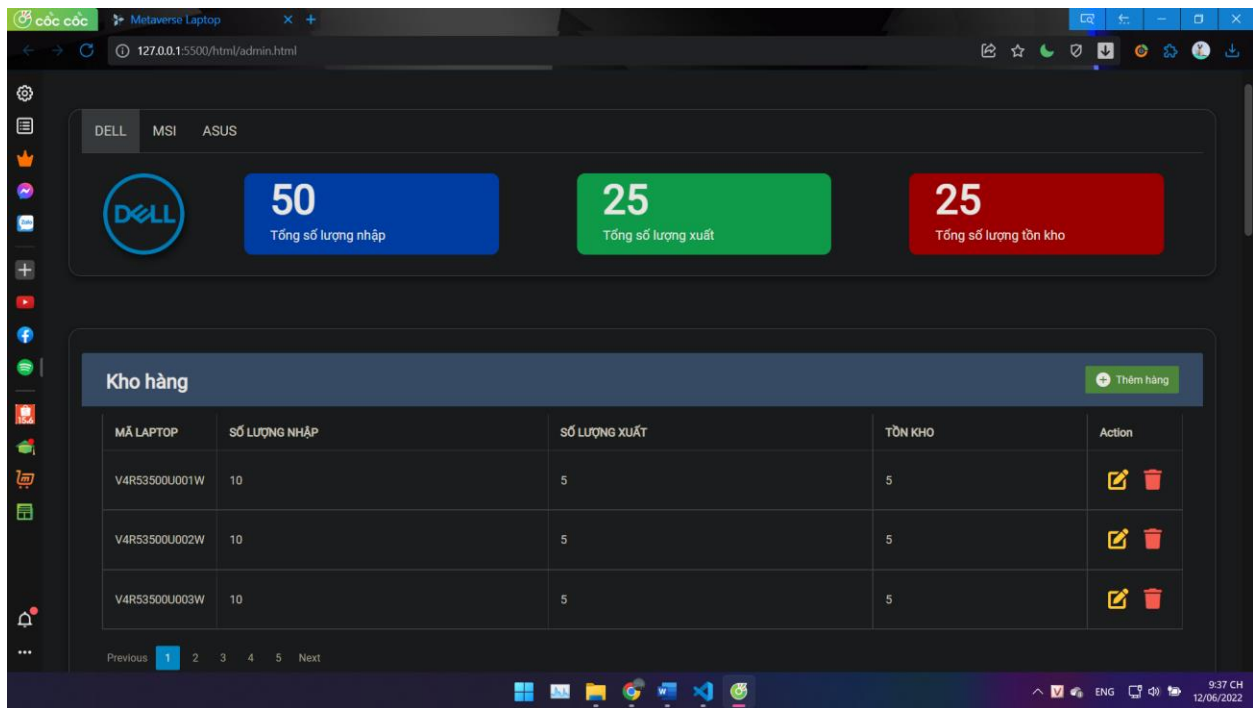 cốc cốc Metaverse Laptop
127.0.0.1:5500/html/admin.html
DELL MSI ASUS
DELL
50 25 25
Tổng số lượng nhập Tổng số lượng xuất Tổng số lượng tồn kho
Kho hàng Thêm hàng
MÃ LAPTOP SỐ LƯỢNG NHẬP SỐ LƯỢNG XUẤT TỒN KHO Action
V4R53500U001W 10 5 5
V4R53500U002W 10 5 5
V4R53500U003W 10 5 5
Previous 1 2 3 4 5 Next
ENG 9:37 CH
12/06/2022